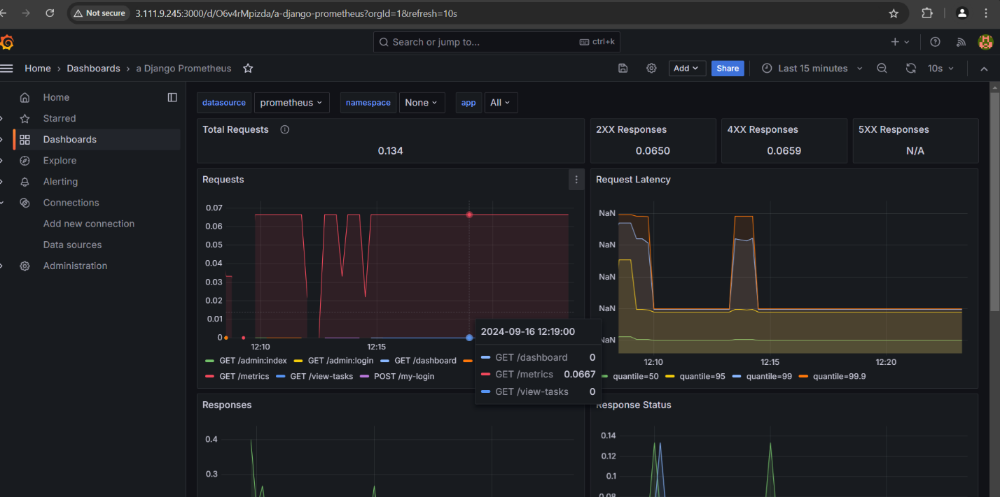 Not secure 3.111.9.245:3000/d/O6v4rMpizda/a-django-prometheus?orgId=1&refresh=10s
Search or jump to... ctrl+k
Home › Dashboards › a Django Prometheus Add Share Last 15 minutes 10s
Home
Starred
Dashboards
Explore
Alerting
Connections
Add new connection
Data sources
Administration
datasource prometheus namespace None app All
Total Requests
0.134
2XX Responses
0.0650
4XX Responses
0.0659
5XX Responses
N/A
Requests
0.07
0.06
0.05
0.04
0.03
0.02
0.01
0
12:10 12:15
GET /admin:index GET /admin:login GET /dashboard
GET /metrics GET /view-tasks POST /my-login
2024-09-16 12:19:00
GET /dashboard 0
GET /metrics 0.0667
GET /view-tasks 0
Request Latency
NaN
NaN
NaN
NaN
NaN
12:10 12:15 12:20
quantile=50 quantile=95 quantile=99 quantile=99.9
Responses
0.4
0.3
Response Status
0.14
0.12
0.1
0.08